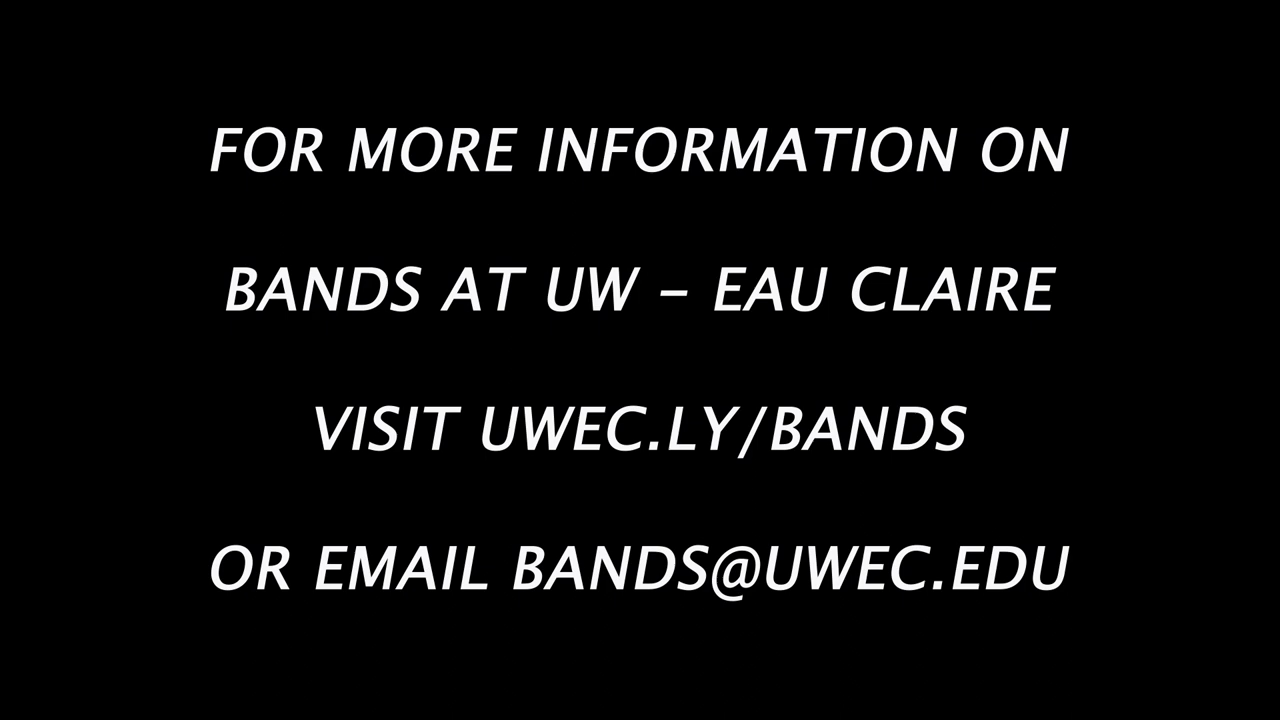 FOR MORE INFORMATION ON
BANDS AT UW - EAU CLAIRE
VISIT UWEC.LY/BANDS
OR EMAIL BANDS@UWEC.EDU